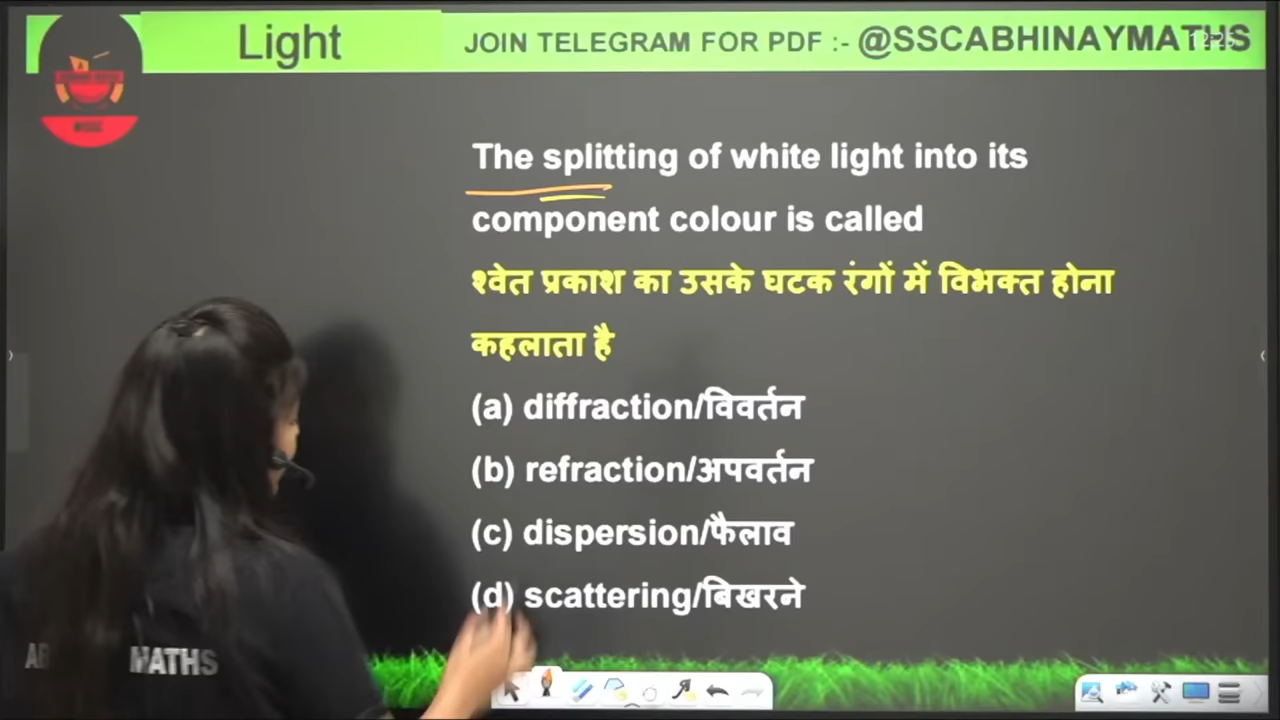 Light
JOIN TELEGRAM FOR PDF :- @SSCABHINAYMATHS
The splitting of white light into its
component colour is called
श्वेत प्रकाश का उसके घटक रंगों में विभक्त होना
कहलाता है
(a) diffraction/विवर्तन
(b) refraction/अपवर्तन
(c) dispersion/फैलाव
(d) scattering/बिखरने
MATHS